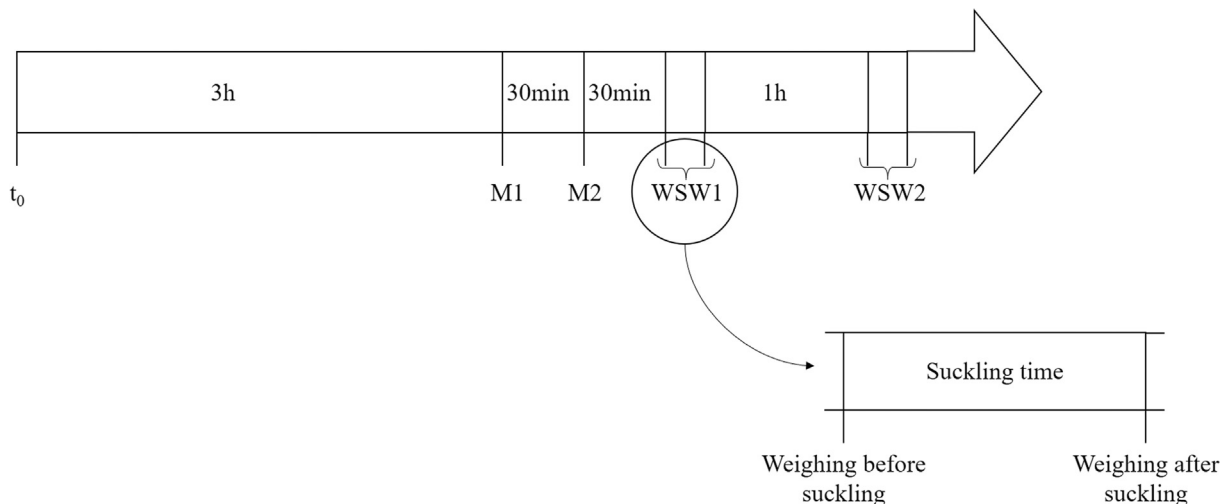 3h
30min
30min
1h
t0
M1
M2
WSW1
WSW2
Suckling time
Weighing before
suckling
Weighing after
suckling